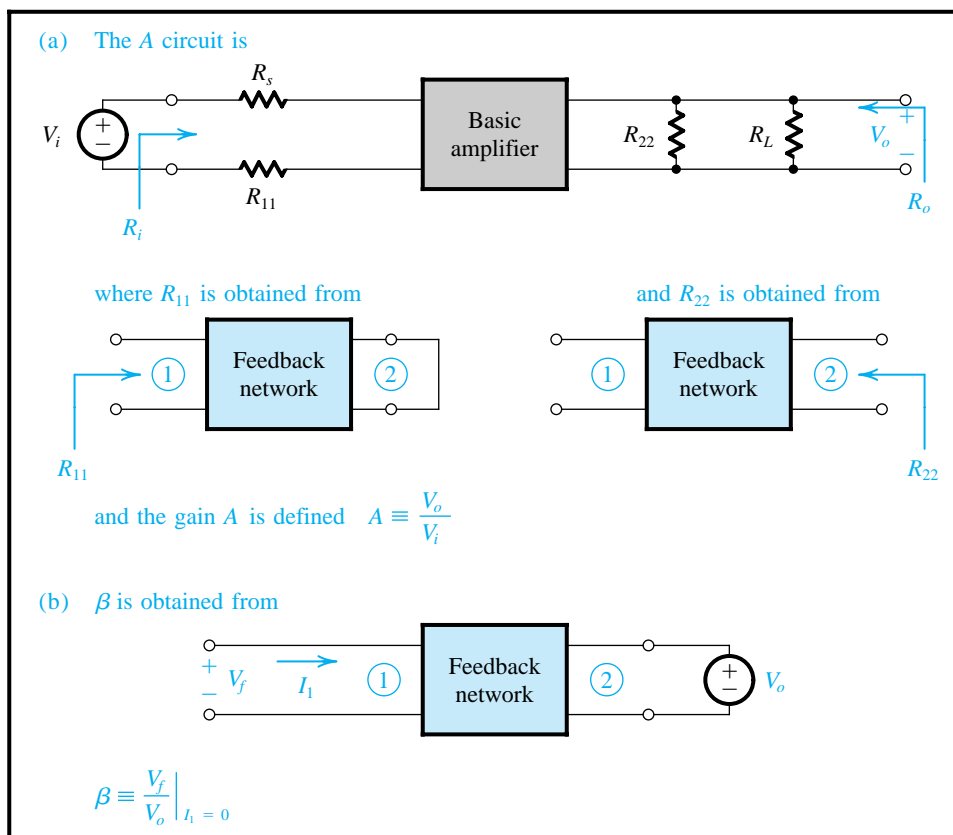 (a) The A circuit is
R_s
V_i
+
−
Basic
amplifier
R_22
R_L
+
V_o
−
R_11
R_i
R_o
where R_11 is obtained from
and R_22 is obtained from
①
Feedback
network
②
①
Feedback
network
②
R_11
R_22
and the gain A is defined A ≡ V_o / V_i
(b) β is obtained from
+
V_f
−
I_1
①
Feedback
network
②
+
−
V_o
β ≡ V_f / V_o |_{I_1 = 0}